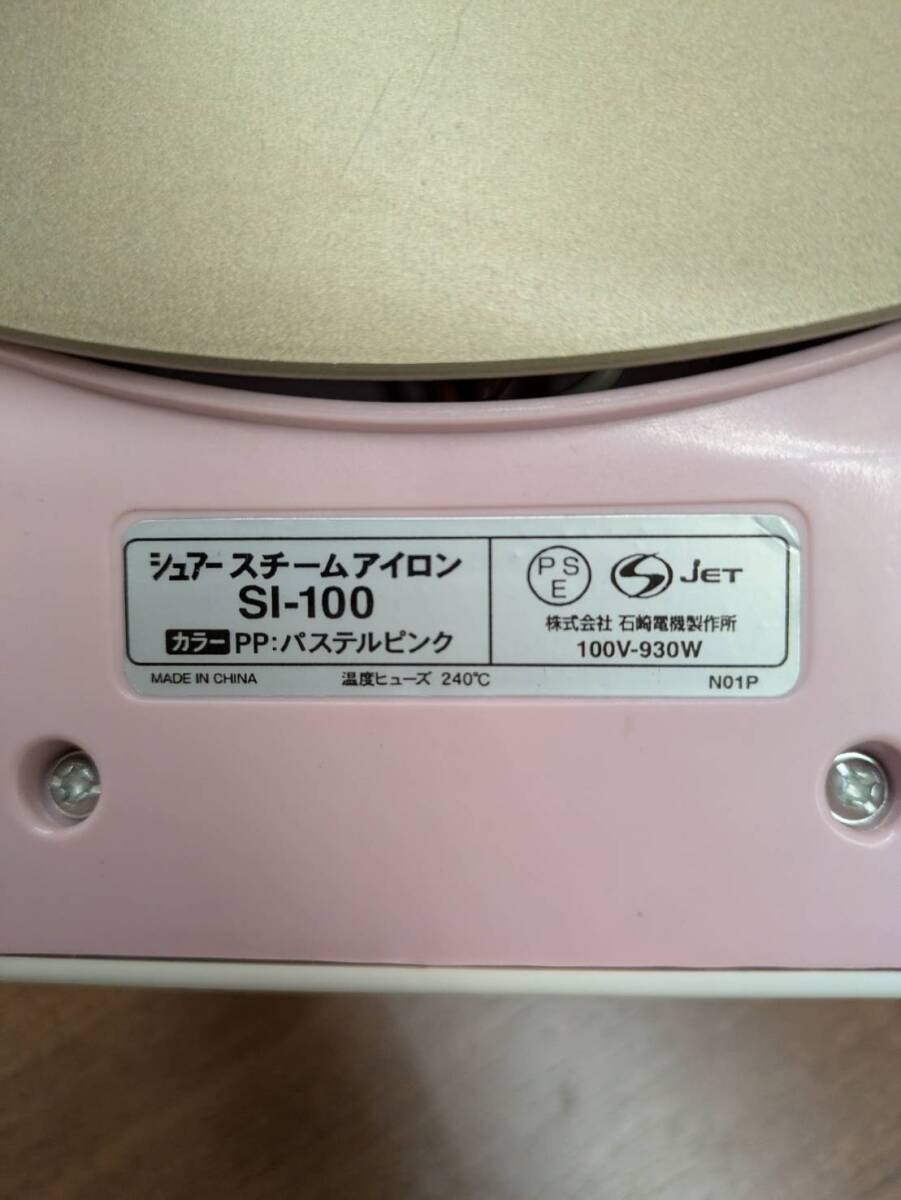 シュアー スチームアイロン
SI-100
カラー PP:パステルピンク
PSE
S JET
株式会社 石崎電機製作所
100V-930W
MADE IN CHINA 温度ヒューズ 240℃ N01P